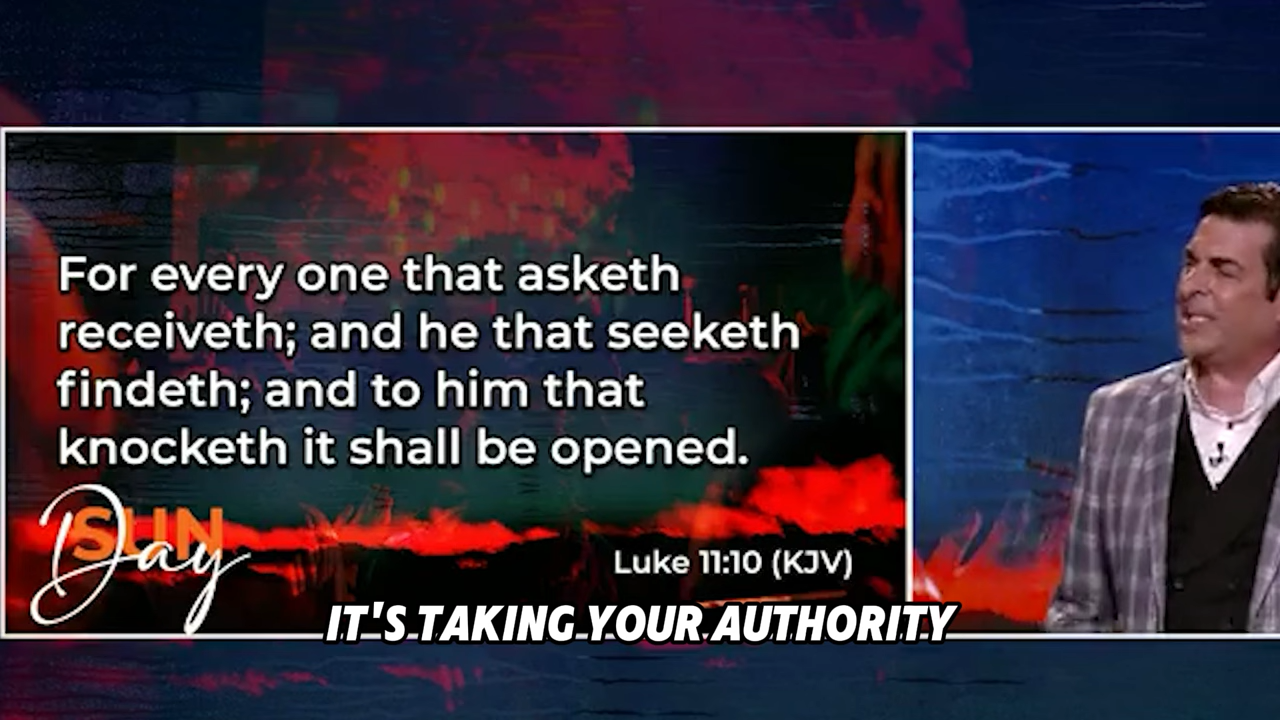 For every one that asketh
receiveth; and he that seeketh
findeth; and to him that
knocketh it shall be opened.
SUN
Day
Luke 11:10 (KJV)
IT'S TAKING YOUR AUTHORITY